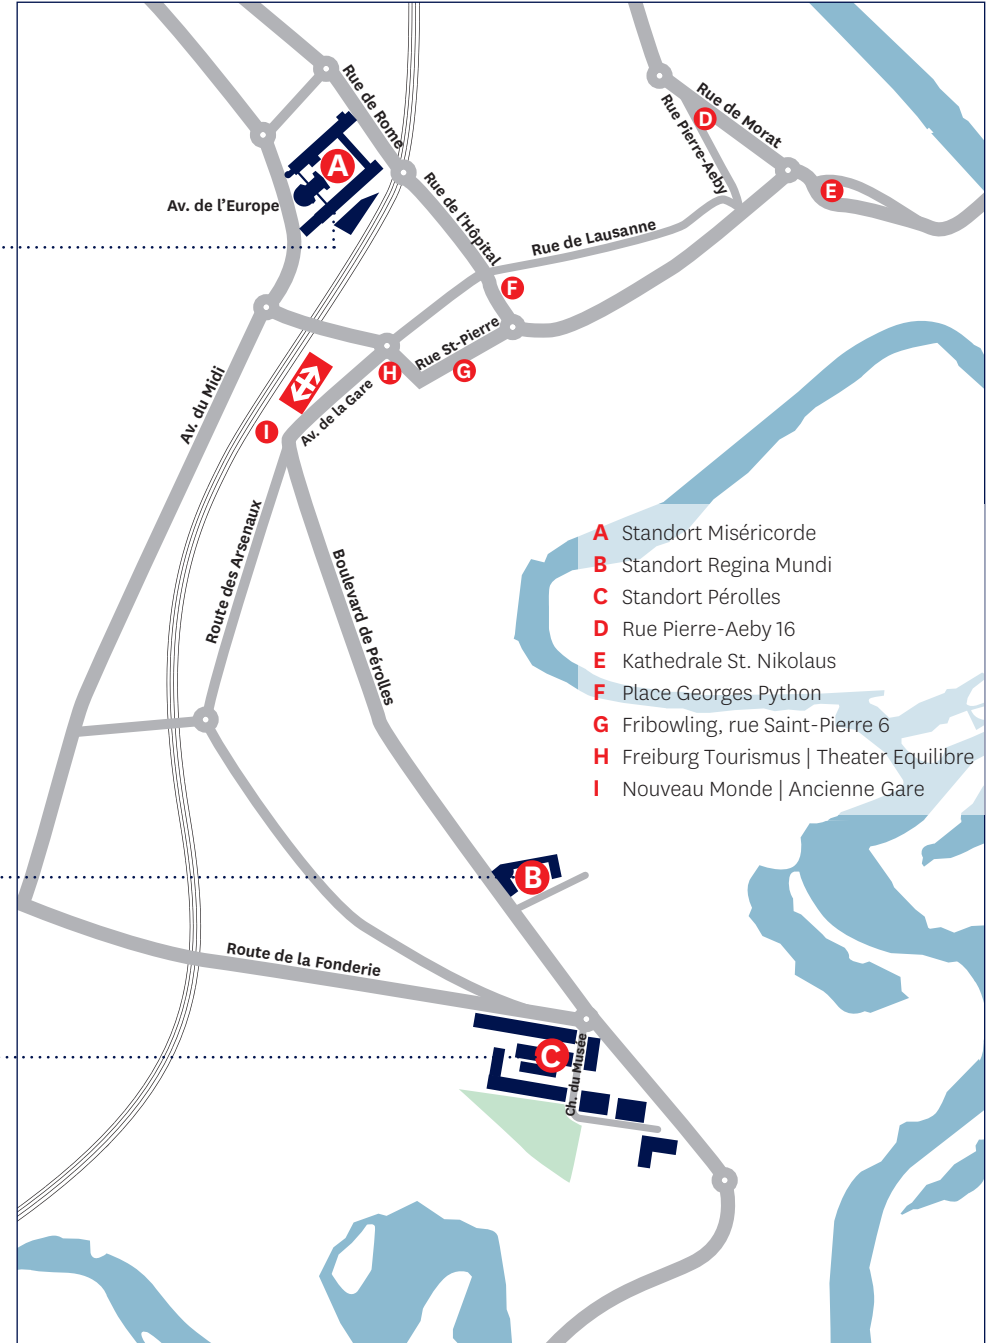 Rue de Rome
Rue de Morat
D
Rue Pierre-Aeby
A
E
Rue de l'Hôpital
Av. de l'Europe
Rue de Lausanne
F
Rue St-Pierre
H
G
Av. du Midi
Av. de la Gare
I
Route des Arsenaux
Boulevard de Pérolles
A Standort Miséricorde
B Standort Regina Mundi
C Standort Pérolles
D Rue Pierre-Aeby 16
E Kathedrale St. Nikolaus
F Place Georges Python
G Fribowling, rue Saint-Pierre 6
H Freiburg Tourismus | Theater Equilibre
I Nouveau Monde | Ancienne Gare
B
Route de la Fonderie
C
Ch. du Musée